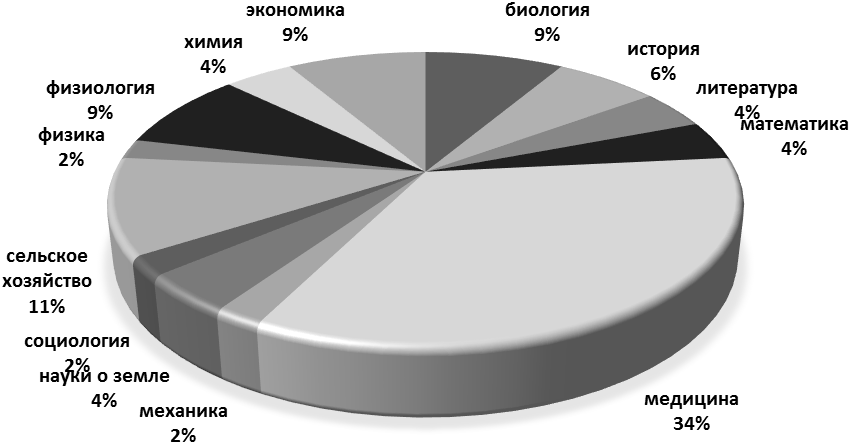 экономика
9%
биология
9%
химия
4%
история
6%
физиология
9%
литература
4%
физика
2%
математика
4%
сельское
хозяйство
11%
социология
2%
науки о земле
4%
механика
2%
медицина
34%